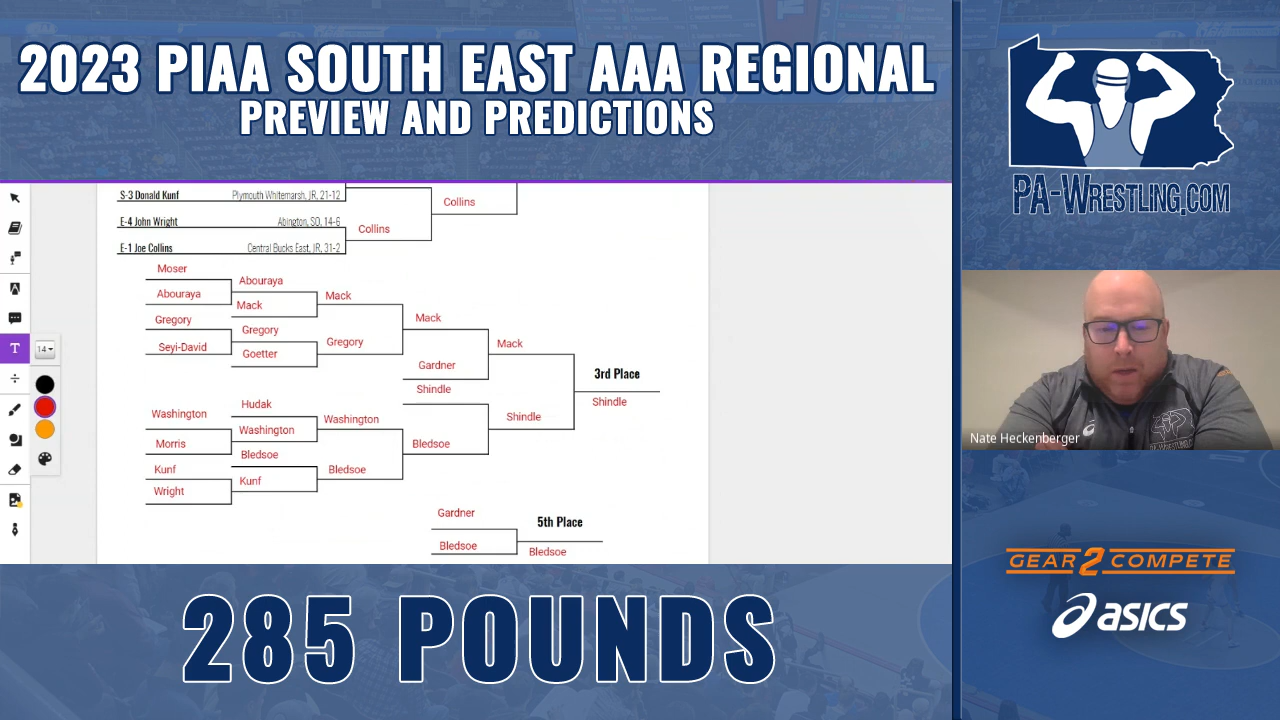 2023 PIAA SOUTH EAST AAA REGIONAL
PREVIEW AND PREDICTIONS
PA-WRESTLING.COM
S-3 Donald Kunf Plymouth Whitemarsh, JR, 21-12
Collins
E-4 John Wright Abington, SO, 14-6
Collins
E-1 Joe Collins Central Bucks East, JR, 31-2
Moser
Abouraya
Abouraya
Mack
Mack
Gregory
Mack
Gregory
Seyi-David
Gregory
Goetter
Mack
Gardner
3rd Place
Shindle
Shindle
Hudak
Washington
Washington
Shindle
Washington
Morris
Bledsoe
Bledsoe
Kunf
Bledsoe
Kunf
Wright
Gardner
5th Place
Bledsoe
Bledsoe
T
14
Nate Heckenberger
GEAR 2 COMPETE
asics
285 POUNDS